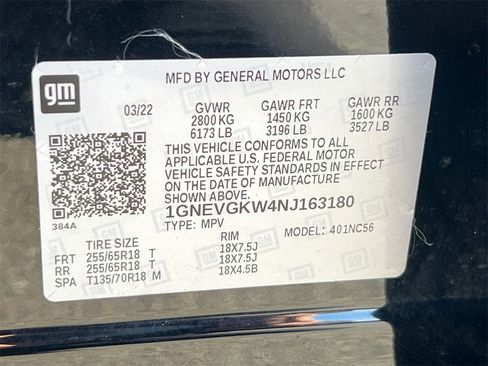 gm
MFD BY GENERAL MOTORS LLC
03/22 GVWR GAWR FRT GAWR RR
2800 KG 1450 KG 1600 KG
6173 LB 3196 LB 3527 LB
THIS VEHICLE CONFORMS TO ALL
APPLICABLE U.S. FEDERAL MOTOR
VEHICLE SAFETY STANDARDS IN EFFECT
ON THE DATE OF MANUFACTURE
SHOWN ABOVE.
1GNEVGKW4NJ163180
384A TYPE: MPV MODEL: 401NC56
TIRE SIZE RIM
FRT 255/65R18 T 18X7.5J
RR 255/65R18 T 18X7.5J
SPA T135/70R18 M 18X4.5B